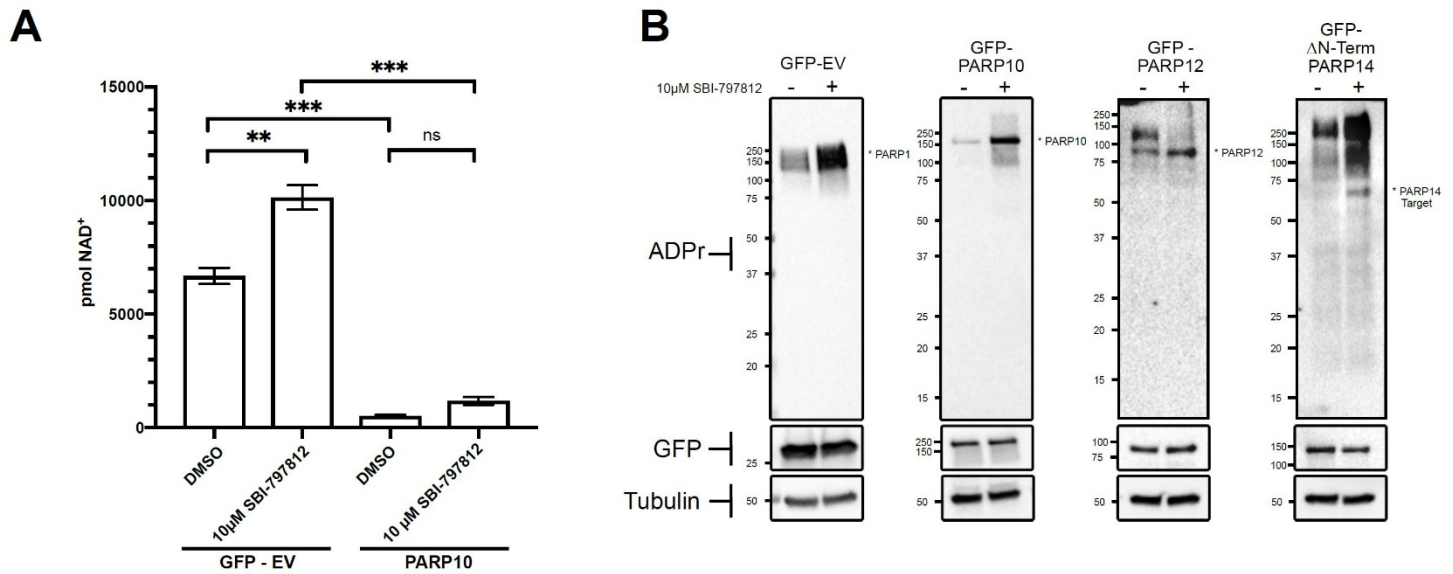 A
pmol NAD+
15000
10000
5000
0
***
***
**
ns
DMSO
10µM SBI-797812
DMSO
10 µM SBI-797812
GFP - EV
PARP10
B
GFP-EV
GFP-
PARP10
GFP -
PARP12
GFP-
ΔN-Term
PARP14
10µM SBI-797812
- +
- +
- +
- +
ADPr
250
150
100
75
50
37
25
20
* PARP1
250
150
100
75
50
37
25
20
15
* PARP10
250
150
100
75
50
37
25
20
15
* PARP12
250
150
100
75
50
37
25
20
15
* PARP14
Target
GFP
25
250
150
100
75
150
100
Tubulin
50
50
50
50